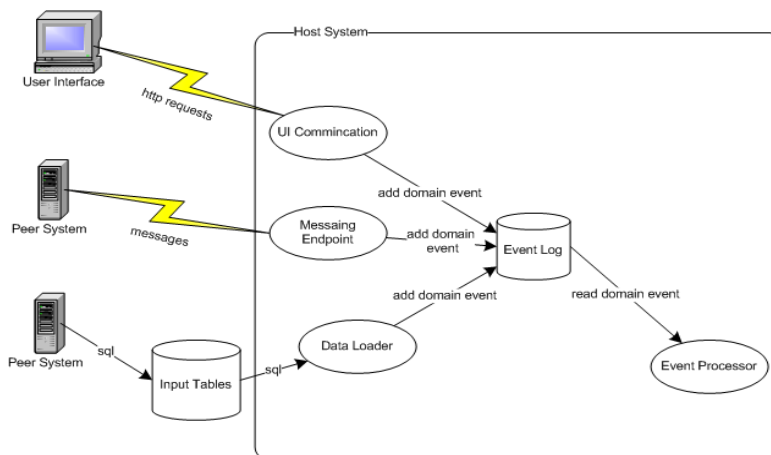 Host System
User Interface
http requests
UI Commincation
add domain event
Peer System
messages
Messaing
Endpoint
add domain
event
Event Log
add domain event
read domain event
Peer System
sql
Input Tables
sql
Data Loader
Event Processor